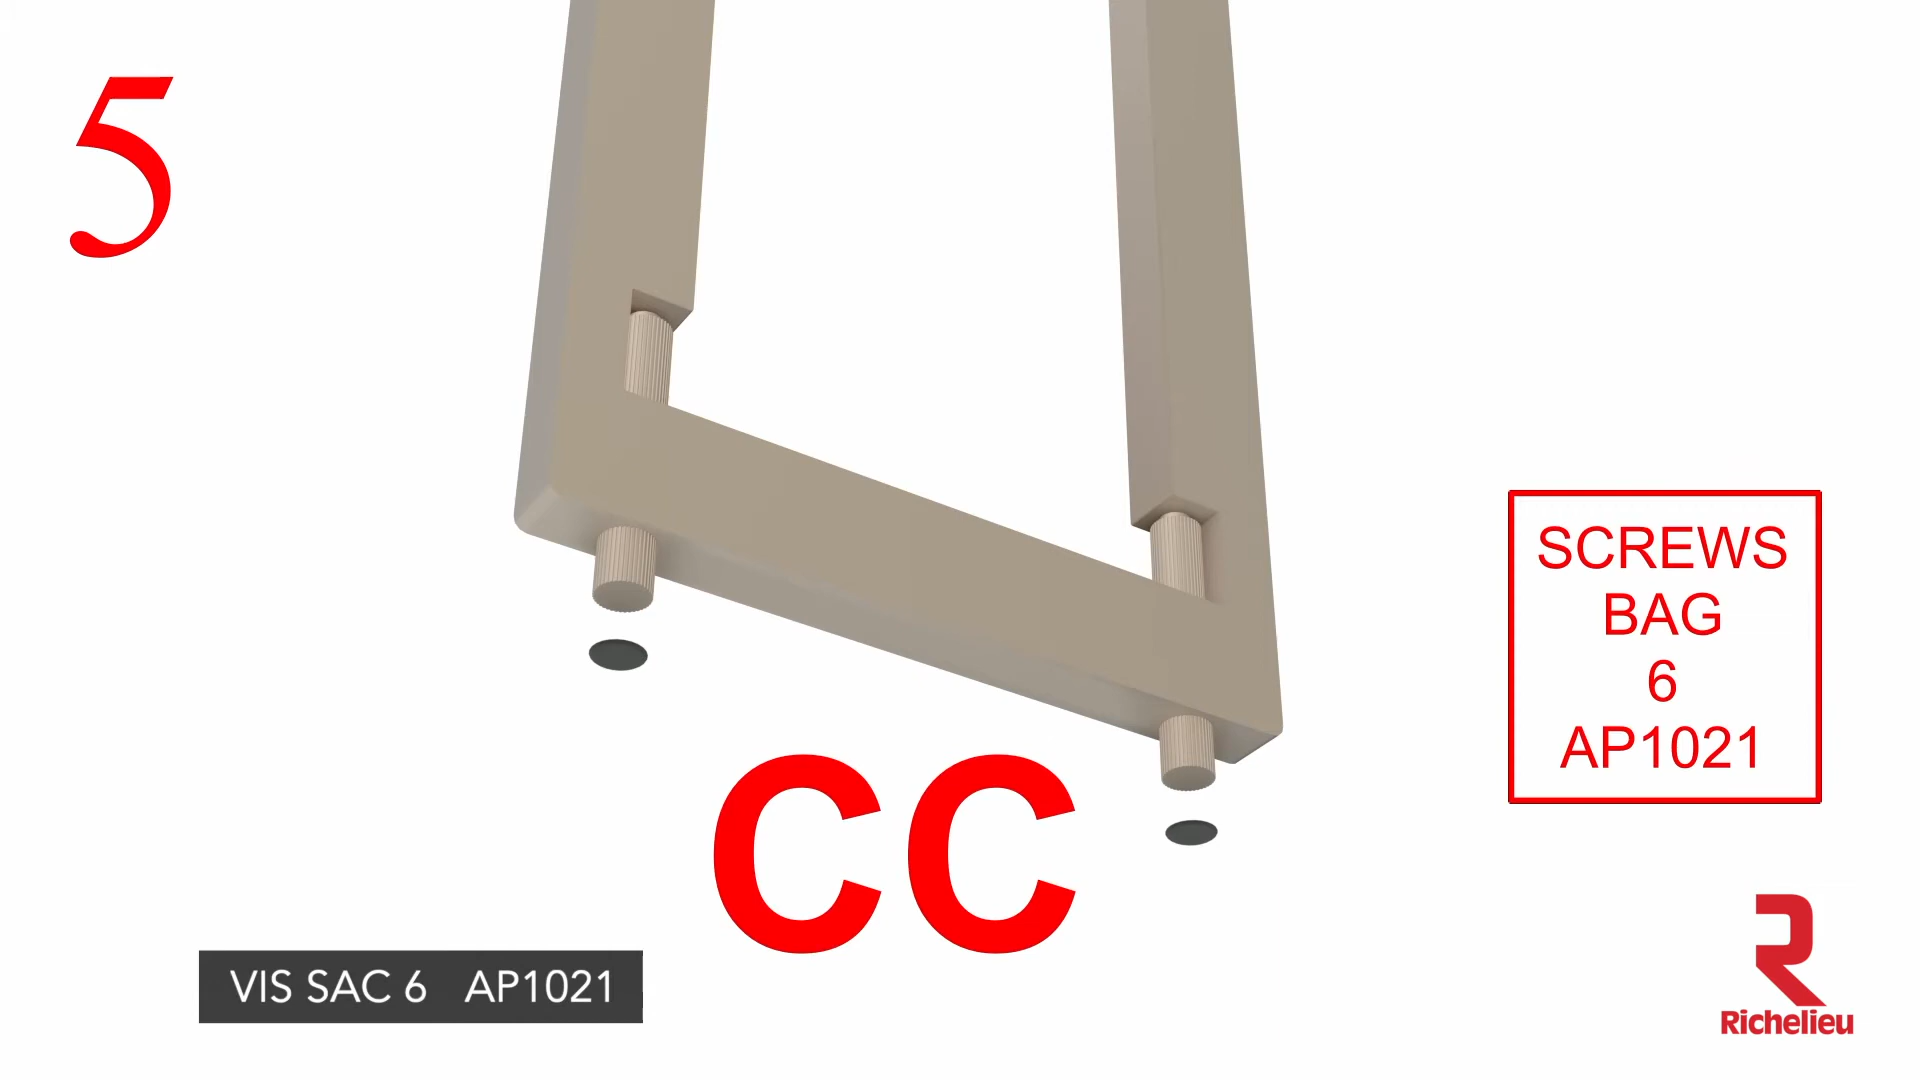 5
SCREWS
BAG
6
AP1021
CC
VIS SAC 6 AP1021
Richelieu